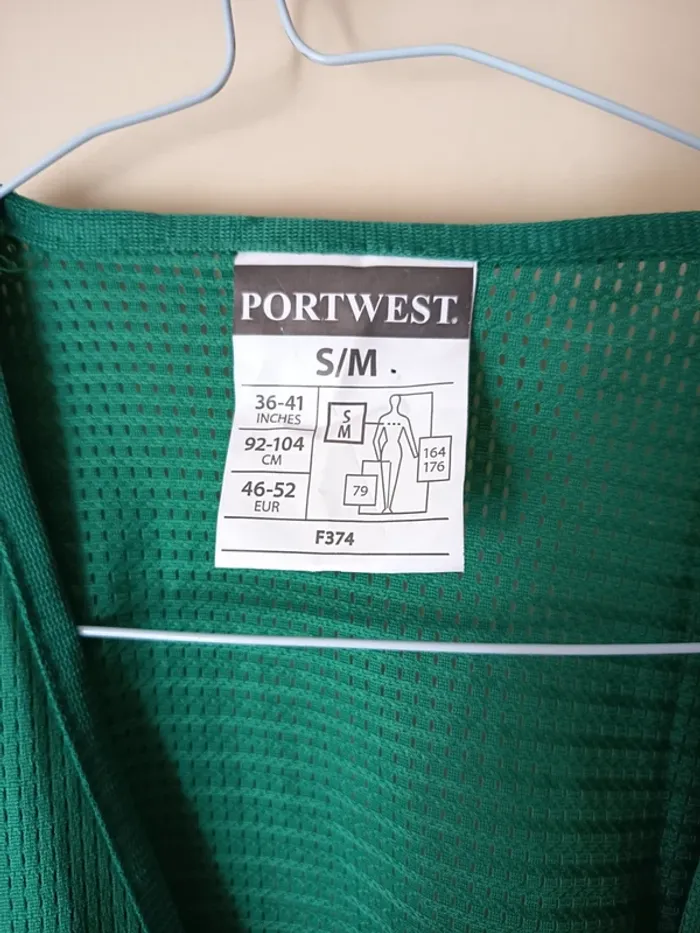 PORTWEST.
S/M .
36-41
INCHES
92-104
CM
46-52
EUR
S
M
164
176
79
F374